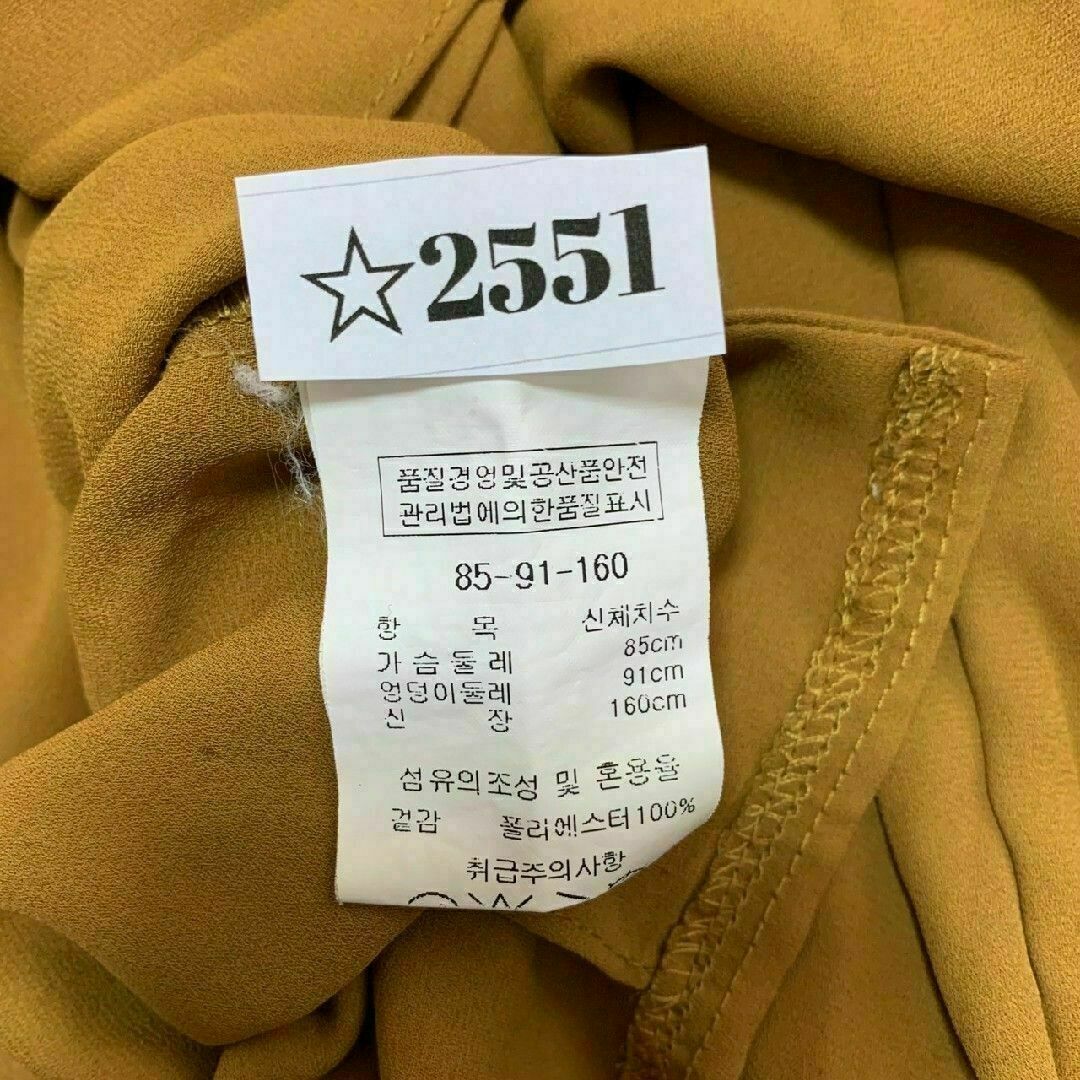 ☆2551
품질경영및공산품안전
관리법에의한품질표시
85-91-160
항 목 신체치수
가슴둘레 85cm
엉덩이둘레 91cm
신 장 160cm
섬유의조성 및 혼용율
겉감 폴리에스터100%
취급주의사항